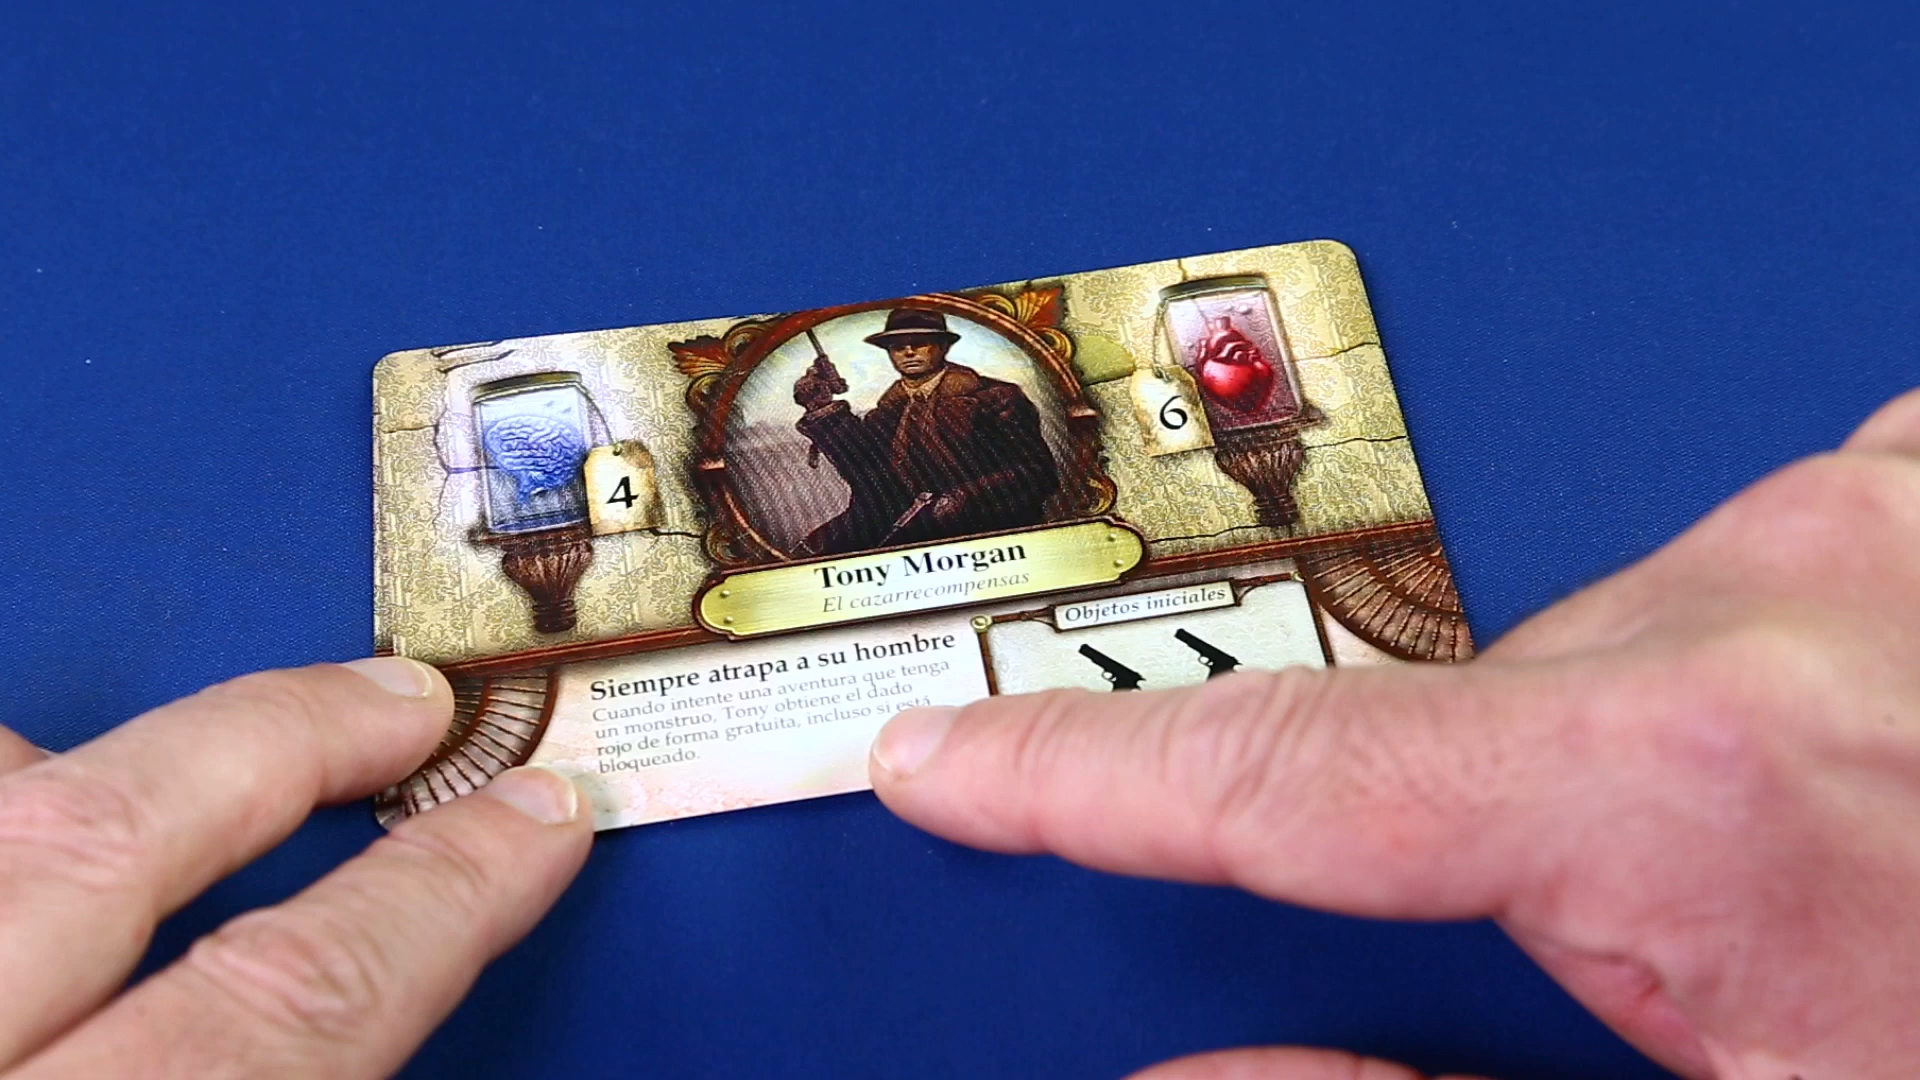 4
6
Tony Morgan
El cazarrecompensas
Siempre atrapa a su hombre
Cuando intente una aventura que tenga
un monstruo, Tony obtiene el dado
rojo de forma gratuita, incluso si está
bloqueado.
Objetos iniciales